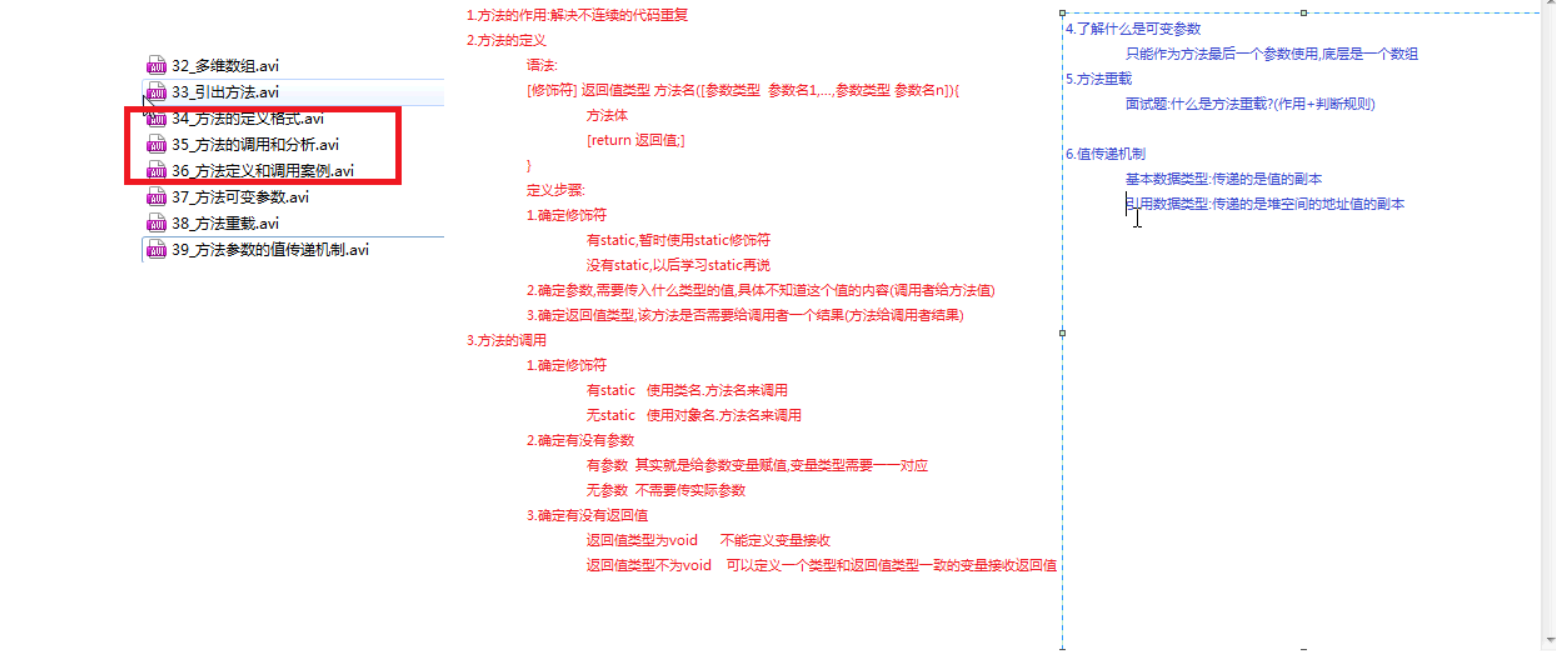 32_多维数组.avi
33_引出方法.avi
34_方法的定义格式.avi
35_方法的调用和分析.avi
36_方法定义和调用案例.avi
37_方法可变参数.avi
38_方法重载.avi
39_方法参数的值传递机制.avi
1.方法的作用:解决不连续的代码重复
2.方法的定义
语法:
[修饰符] 返回值类型 方法名([参数类型 参数名1,...,参数类型 参数名n]){
方法体
[return 返回值;]
}
定义步骤:
1.确定修饰符
有static,暂时使用static修饰符
没有static,以后学习static再说
2.确定参数,需要传入什么类型的值,具体不知道这个值的内容(调用者给方法值)
3.确定返回值类型,该方法是否需要给调用者一个结果(方法给调用者结果)
3.方法的调用
1.确定修饰符
有static 使用类名.方法名来调用
无static 使用对象名.方法名来调用
2.确定有没有参数
有参数 其实就是给参数变量赋值,变量类型需要一一对应
无参数 不需要传实际参数
3.确定有没有返回值
返回值类型为void 不能定义变量接收
返回值类型不为void 可以定义一个类型和返回值类型一致的变量接收返回值
4.了解什么是可变参数
只能作为方法最后一个参数使用,底层是一个数组
5.方法重载
面试题:什么是方法重载?(作用+判断规则)
6.值传递机制
基本数据类型:传递的是值的副本
引用数据类型:传递的是堆空间的地址值的副本